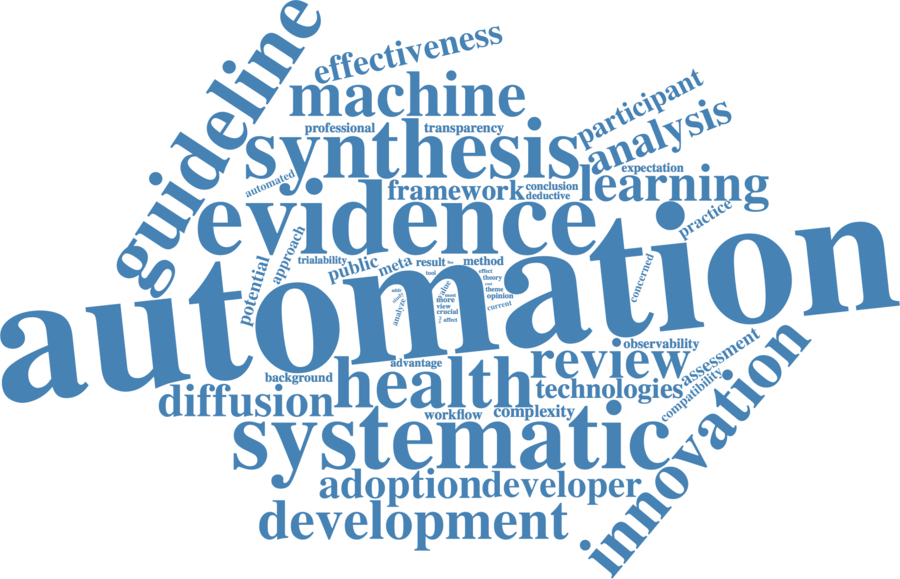 guideline
effectiveness
machine
participant
professional
transparency
synthesis
analysis
automated
expectation
framework
conclusion
deductive
learning
evidence
practice
potential
approach
trialability
public
meta
result
method
concerned
tool
effect
theory
theme
opinion
current
value
analyze
more
view
crucial
affect
automation
observability
advantage
review
assessment
background
health
technologies
compatibility
diffusion
workflow
complexity
innovation
systematic
adoption
developer
development